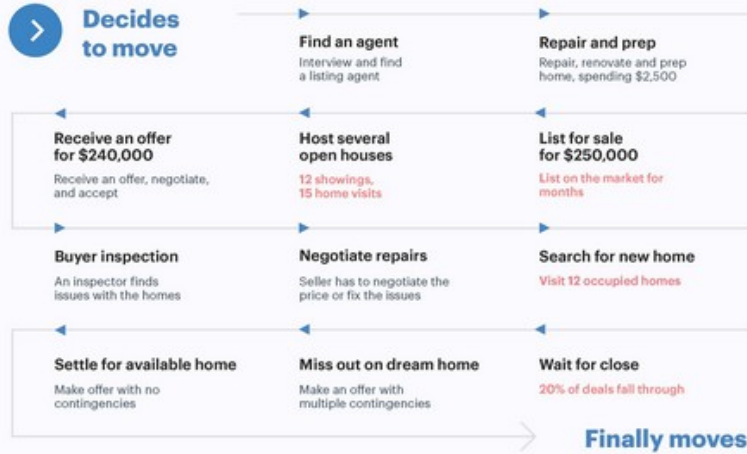 Decides
to move
Find an agent
Interview and find
a listing agent
Repair and prep
Repair, renovate and prep
home, spending $2,500
List for sale
for $250,000
List on the market for
months
Host several
open houses
12 showings,
15 home visits
Receive an offer
for $240,000
Receive an offer, negotiate,
and accept
Buyer inspection
An inspector finds
issues with the homes
Negotiate repairs
Seller has to negotiate the
price or fix the issues
Search for new home
Visit 12 occupied homes
Wait for close
20% of deals fall through
Miss out on dream home
Make an offer with
multiple contingencies
Settle for available home
Make offer with no
contingencies
Finally moves